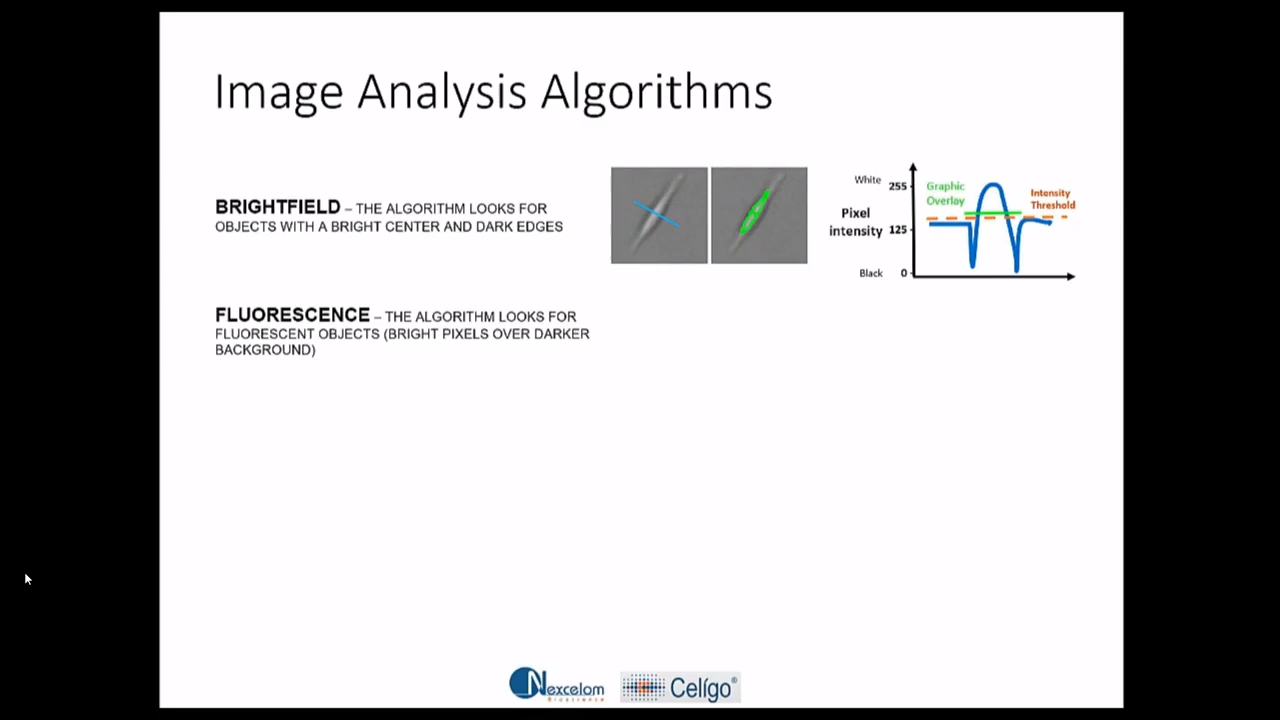 Image Analysis Algorithms
BRIGHTFIELD – THE ALGORITHM LOOKS FOR
OBJECTS WITH A BRIGHT CENTER AND DARK EDGES
White
255
Graphic
Overlay
Intensity
Threshold
Pixel
intensity
125
Black
0
FLUORESCENCE – THE ALGORITHM LOOKS FOR
FLUORESCENT OBJECTS (BRIGHT PIXELS OVER DARKER
BACKGROUND)
Nexcelom
Bioscience
Celígo®